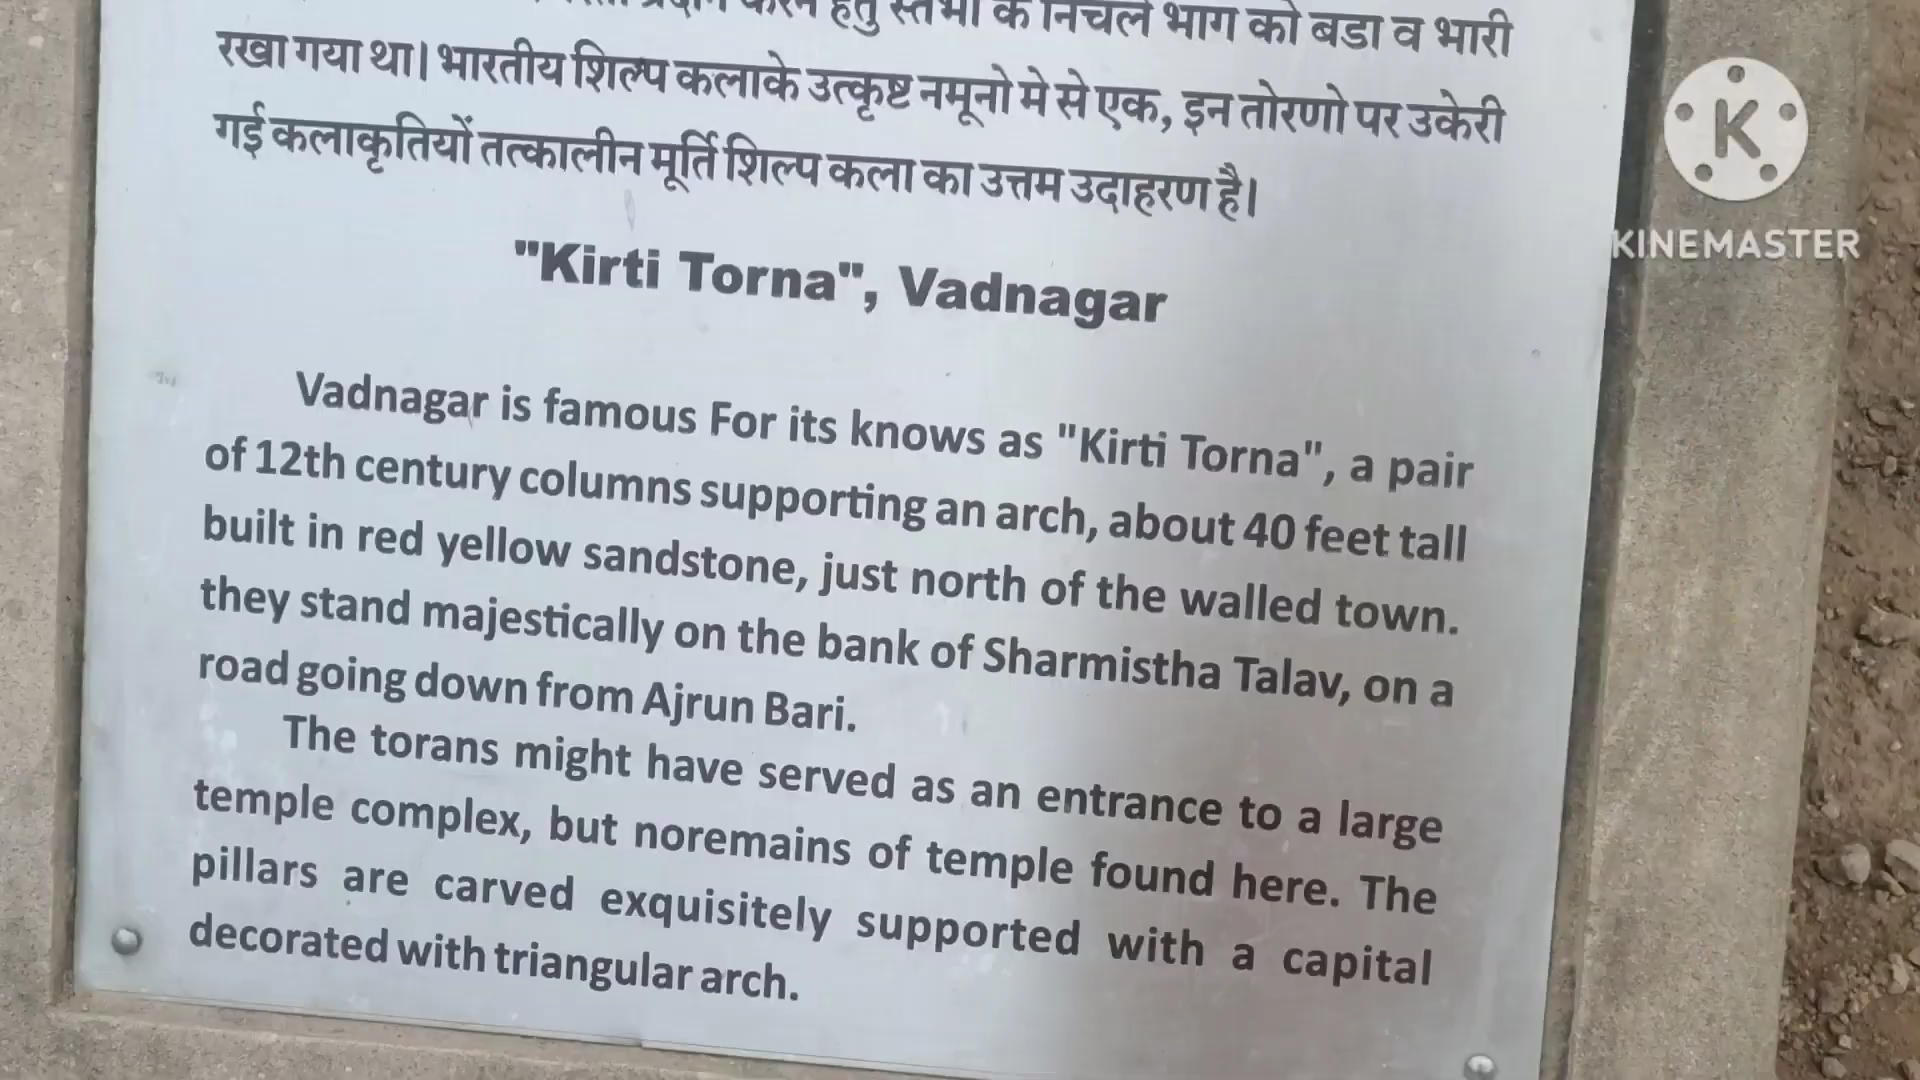 करने हेतु स्तंभो के निचले भाग को बडा व भारी
रखा गया था। भारतीय शिल्प कलाके उत्कृष्ट नमूनो मे से एक, इन तोरणो पर उकेरी
गई कलाकृतियों तत्कालीन मूर्ति शिल्प कला का उत्तम उदाहरण है।
K
KINEMASTER
"Kirti Torna", Vadnagar
Vadnagar is famous For its knows as "Kirti Torna", a pair
of 12th century columns supporting an arch, about 40 feet tall
built in red yellow sandstone, just north of the walled town.
they stand majestically on the bank of Sharmistha Talav, on a
road going down from Ajrun Bari.
The torans might have served as an entrance to a large
temple complex, but noremains of temple found here. The
pillars are carved exquisitely supported with a capital
decorated with triangular arch.